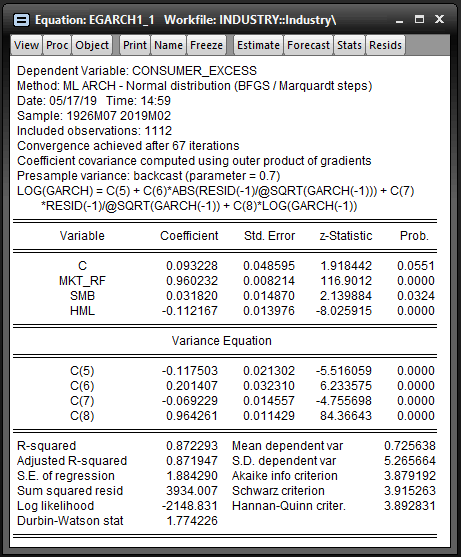 Equation: EGARCH1_1 Workfile: INDUSTRY::Industry\
View Proc Object Print Name Freeze Estimate Forecast Stats Resids
Dependent Variable: CONSUMER_EXCESS
Method: ML ARCH - Normal distribution (BFGS / Marquardt steps)
Date: 05/17/19 Time: 14:59
Sample: 1926M07 2019M02
Included observations: 1112
Convergence achieved after 67 iterations
Coefficient covariance computed using outer product of gradients
Presample variance: backcast (parameter = 0.7)
LOG(GARCH) = C(5) + C(6)*ABS(RESID(-1)/@SQRT(GARCH(-1))) + C(7)
*RESID(-1)/@SQRT(GARCH(-1)) + C(8)*LOG(GARCH(-1))
Variable Coefficient Std. Error z-Statistic Prob.
C 0.093228 0.048595 1.918442 0.0551
MKT_RF 0.960232 0.008214 116.9012 0.0000
SMB 0.031820 0.014870 2.139884 0.0324
HML -0.112167 0.013976 -8.025915 0.0000
Variance Equation
C(5) -0.117503 0.021302 -5.516059 0.0000
C(6) 0.201407 0.032310 6.233575 0.0000
C(7) -0.069229 0.014557 -4.755698 0.0000
C(8) 0.964261 0.011429 84.36643 0.0000
R-squared 0.872293 Mean dependent var 0.725638
Adjusted R-squared 0.871947 S.D. dependent var 5.265664
S.E. of regression 1.884290 Akaike info criterion 3.879192
Sum squared resid 3934.007 Schwarz criterion 3.915263
Log likelihood -2148.831 Hannan-Quinn criter. 3.892831
Durbin-Watson stat 1.774226